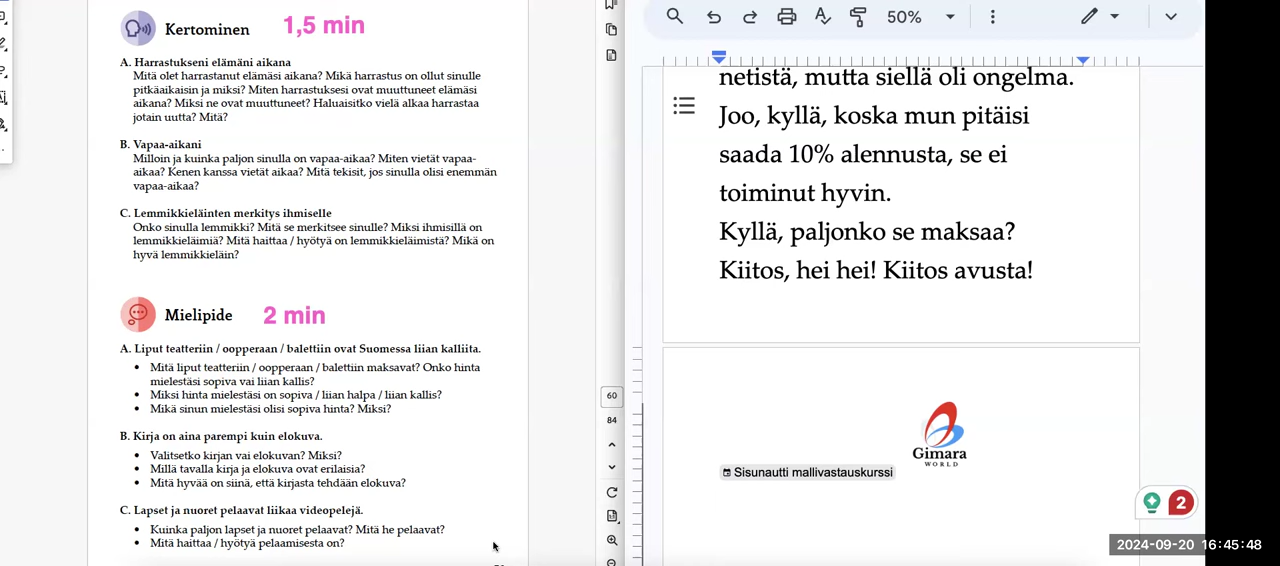 Kertominen 1,5 min
A. Harrastukseni elämäni aikana
Mitä olet harrastanut elämäsi aikana? Mikä harrastus on ollut sinulle
pitkäaikaisin ja miksi? Miten harrastuksesi ovat muuttuneet elämäsi
aikana? Miksi ne ovat muuttuneet? Haluaisitko vielä alkaa harrastaa
jotain uutta? Mitä?
B. Vapaa-aikani
Milloin ja kuinka paljon sinulla on vapaa-aikaa? Miten vietät vapaa-
aikaa? Kenen kanssa vietät aikaa? Mitä tekisit, jos sinulla olisi enemmän
vapaa-aikaa?
C. Lemmikkieläinten merkitys ihmiselle
Onko sinulla lemmikki? Mitä se merkitsee sinulle? Miksi ihmisillä on
lemmikkieläimiä? Mitä haittaa / hyötyä on lemmikkieläimistä? Mikä on
hyvä lemmikkieläin?
Mielipide 2 min
A. Liput teatteriin / oopperaan / balettiin ovat Suomessa liian kalliita.
• Mitä liput teatteriin / oopperaan / balettiin maksavat? Onko hinta
mielestäsi sopiva vai liian kallis?
• Miksi hinta mielestäsi on sopiva / liian halpa / liian kallis?
• Mikä sinun mielestäsi olisi sopiva hinta? Miksi?
B. Kirja on aina parempi kuin elokuva.
• Valitsetko kirjan vai elokuvan? Miksi?
• Millä tavalla kirja ja elokuva ovat erilaisia?
• Mitä hyvää on siinä, että kirjasta tehdään elokuva?
C. Lapset ja nuoret pelaavat liikaa videopelejä.
• Kuinka paljon lapset ja nuoret pelaavat? Mitä he pelaavat?
• Mitä haittaa / hyötyä pelaamisesta on?
60
84
50%
netistä, mutta siellä oli ongelma.
Joo, kyllä, koska mun pitäisi
saada 10% alennusta, se ei
toiminut hyvin.
Kyllä, paljonko se maksaa?
Kiitos, hei hei! Kiitos avusta!
Gimara
WORLD
Sisunautti mallivastauskurssi
2
2024-09-20 16:45:48